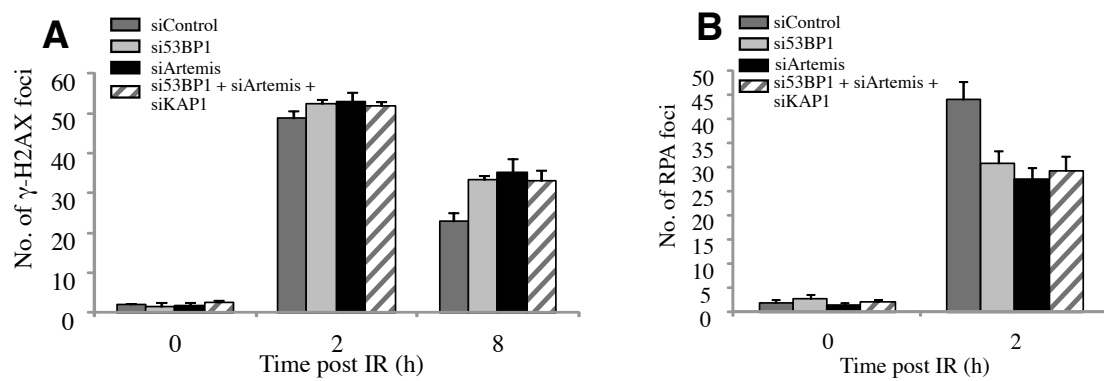 A
siControl
si53BP1
siArtemis
si53BP1 + siArtemis +
siKAP1
No. of γ-H2AX foci
60
50
40
30
20
10
0
0 2 8
Time post IR (h)
B
siControl
si53BP1
siArtemis
si53BP1 + siArtemis +
siKAP1
No. of RPA foci
50
45
35
30
25
20
15
10
5
0
0 2
Time post IR (h)